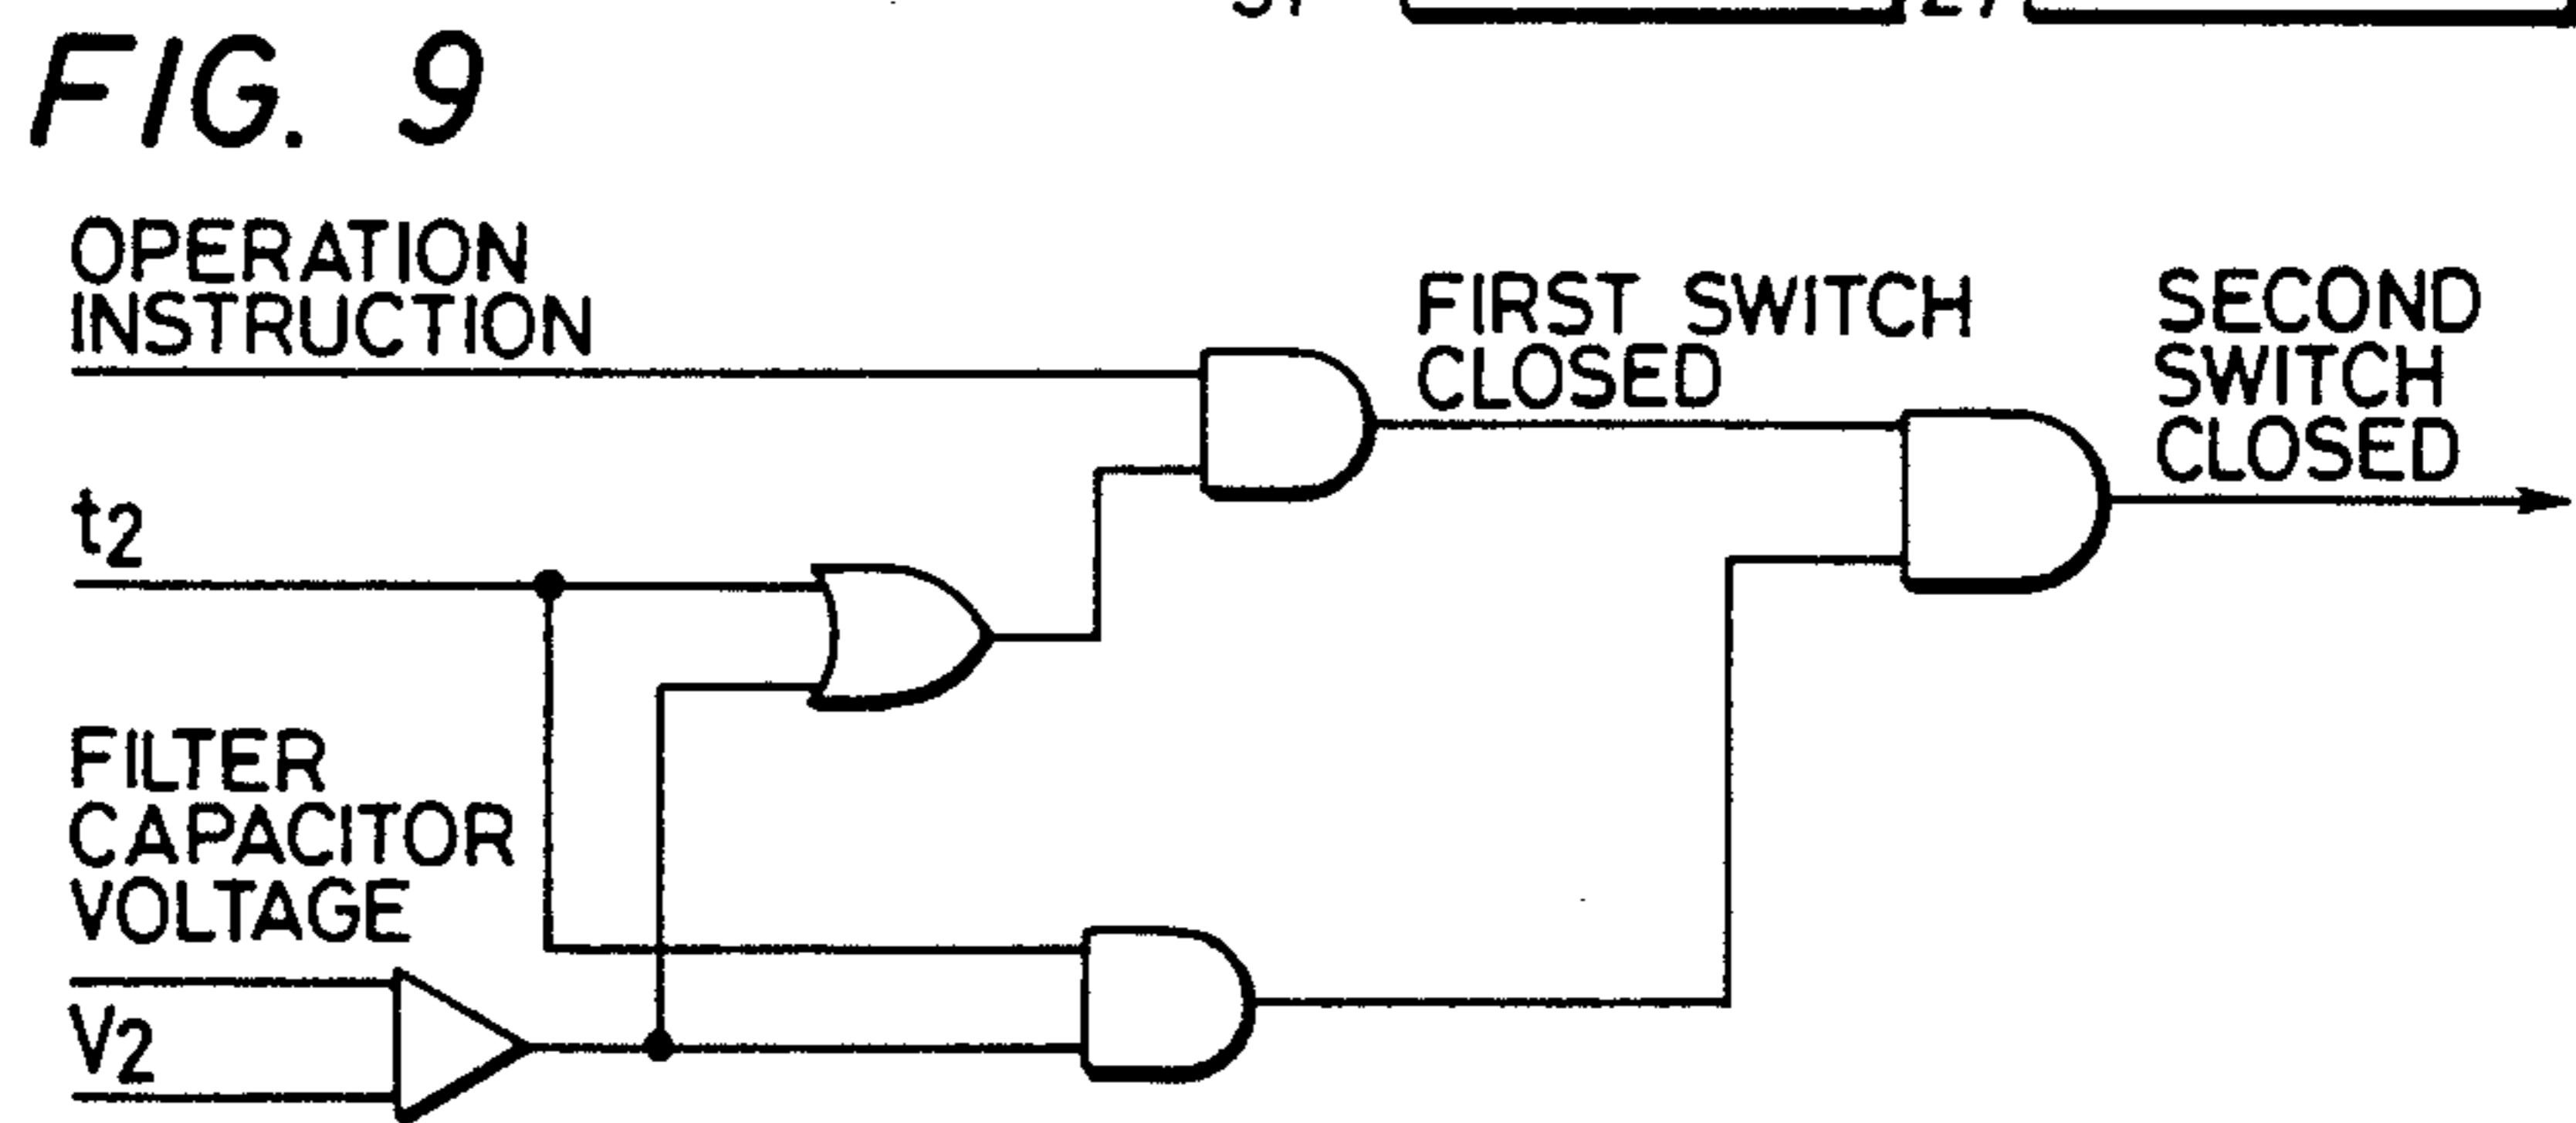 FIG. 9
OPERATION
INSTRUCTION
FIRST SWITCH
CLOSED
SECOND
SWITCH
CLOSED
t2
FILTER
CAPACITOR
VOLTAGE
V2